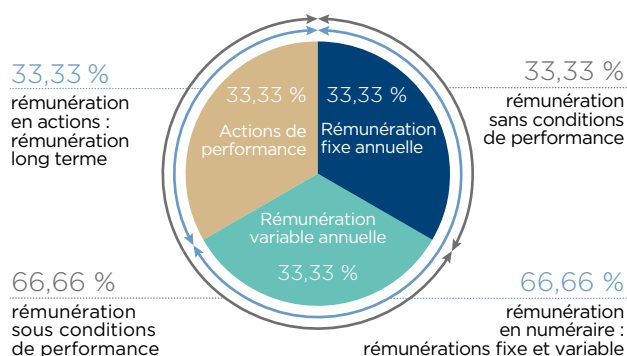 33,33 %
rémunération
en actions :
rémunération
long terme
33,33 %
Actions de
performance
33,33 %
Rémunération
fixe annuelle
33,33 %
rémunération
sans conditions
de performance
Rémunération
variable annuelle
33,33 %
66,66 %
rémunération
sous conditions
de performance
66,66 %
rémunération
en numéraire :
rémunérations fixe et variable